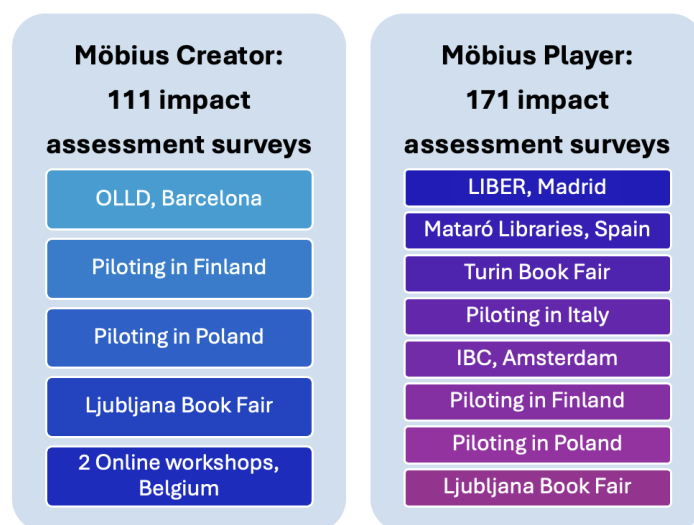 Möbius Creator:
111 impact
assessment surveys
OLLD, Barcelona
Piloting in Finland
Piloting in Poland
Ljubljana Book Fair
2 Online workshops,
Belgium
Möbius Player:
171 impact
assessment surveys
LIBER, Madrid
Mataró Libraries, Spain
Turin Book Fair
Piloting in Italy
IBC, Amsterdam
Piloting in Finland
Piloting in Poland
Ljubljana Book Fair